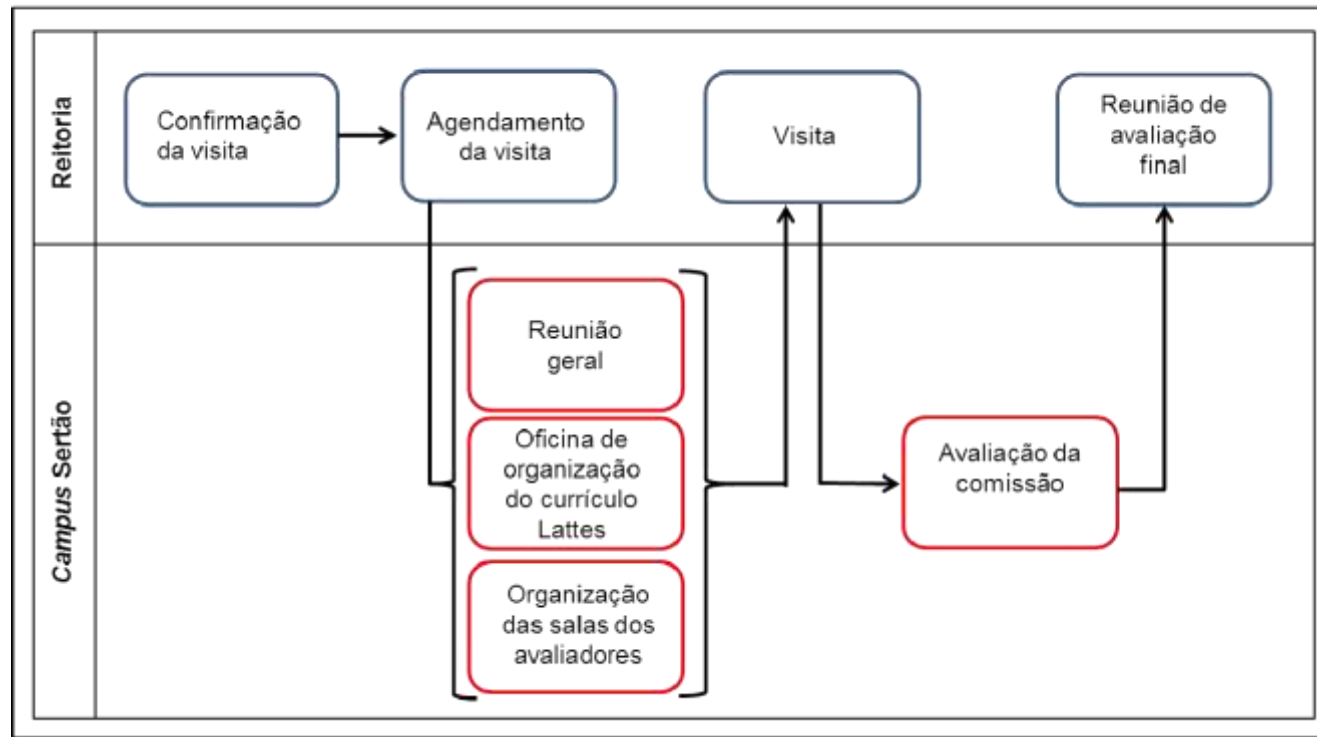 Reitoria
Confirmação
da visita
Agendamento
da visita
Visita
Reunião de
avaliação
final
Campus Sertão
Reunião
geral
Oficina de
organização
do currículo
Lattes
Organização
das salas dos
avaliadores
Avaliação da
comissão